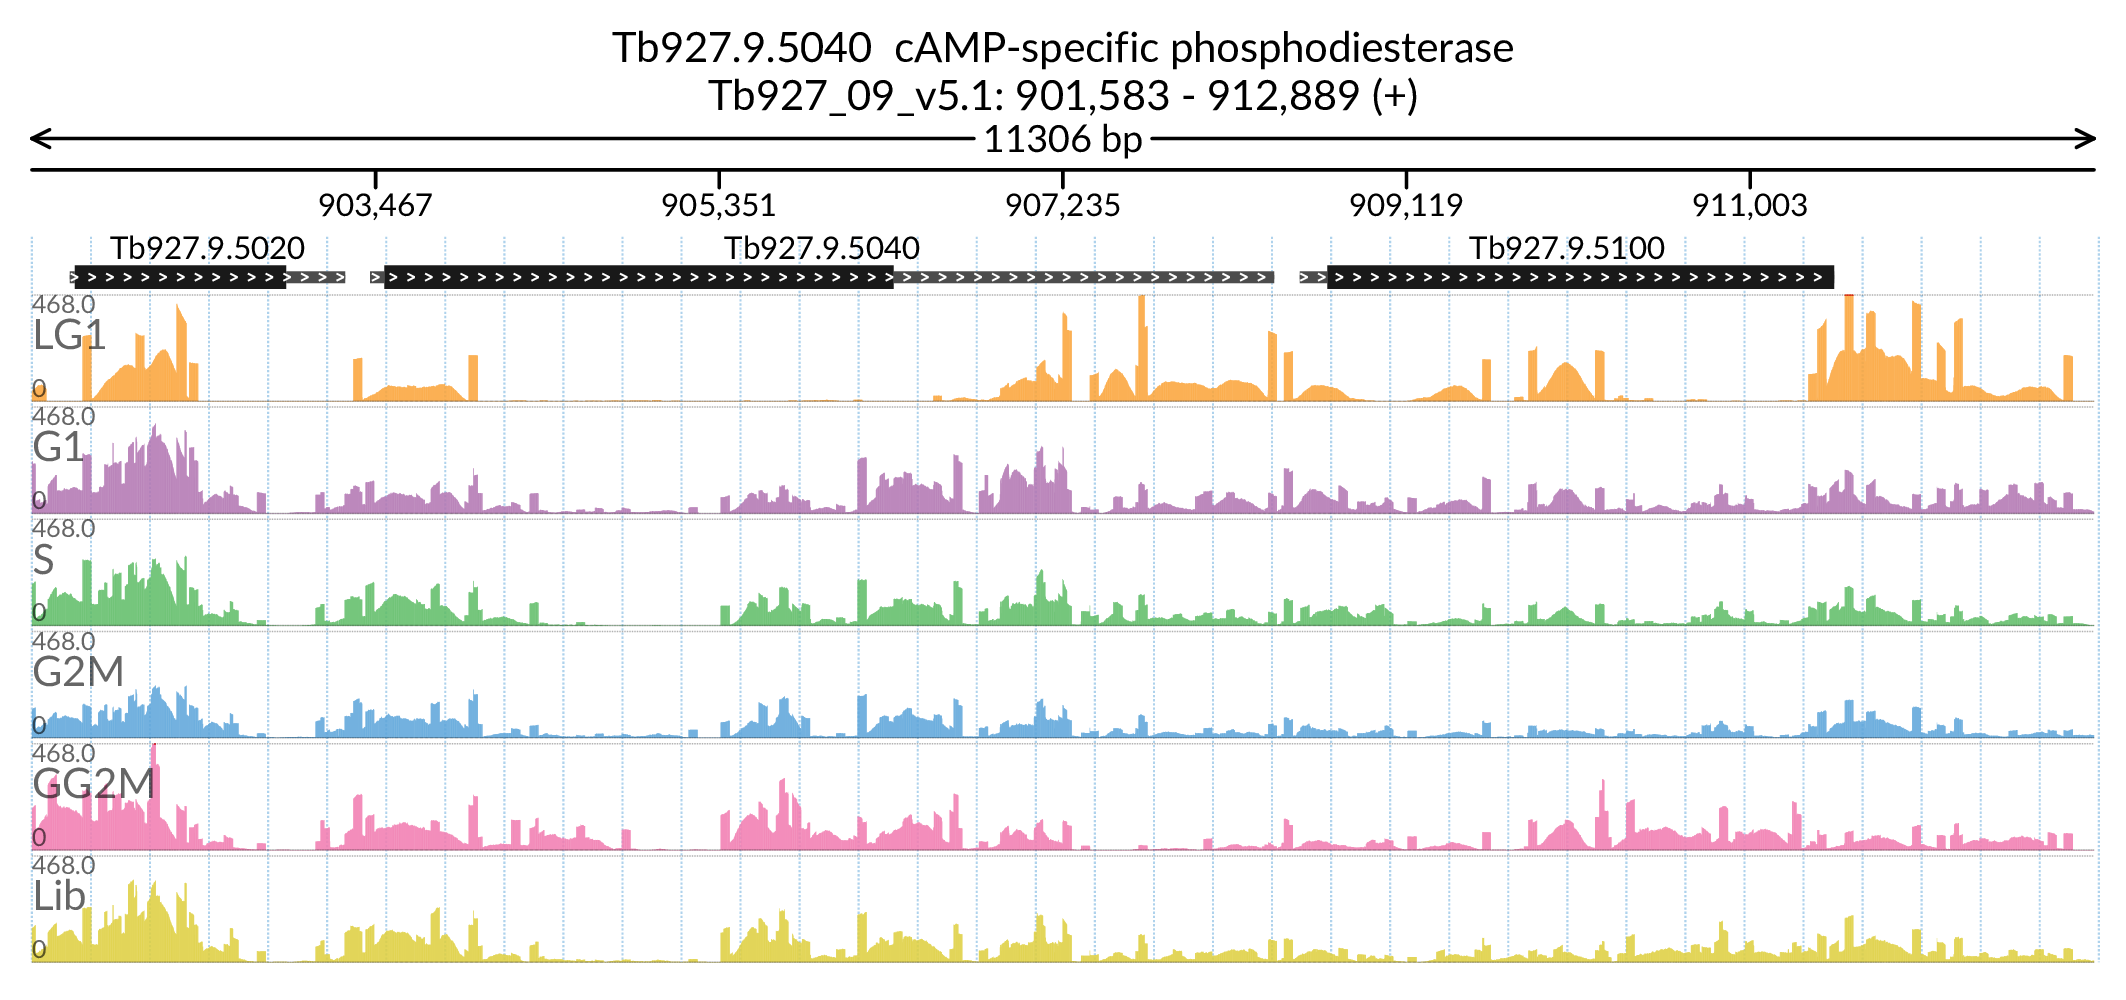 Tb927.9.5040  cAMP-specific phosphodiesterase
Tb927_09_v5.1: 901,583 - 912,889 (+)
11306 bp
903,467 905,351 907,235 909,119 911,003
Tb927.9.5020 Tb927.9.5040 Tb927.9.5100
468.0
LG1
0
468.0
G1
0
468.0
S
0
468.0
G2M
0
468.0
GG2M
0
468.0
Lib
0